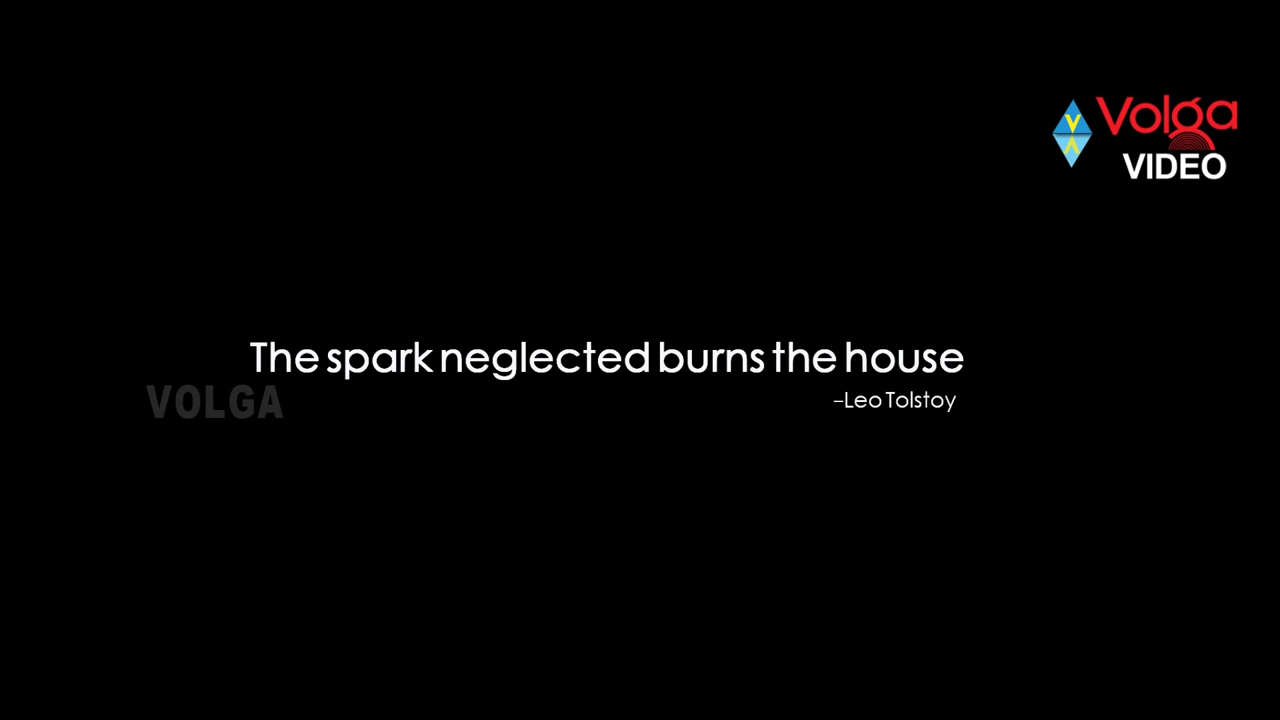 Volga
VIDEO
The spark neglected burns the house
VOLGA
–Leo Tolstoy